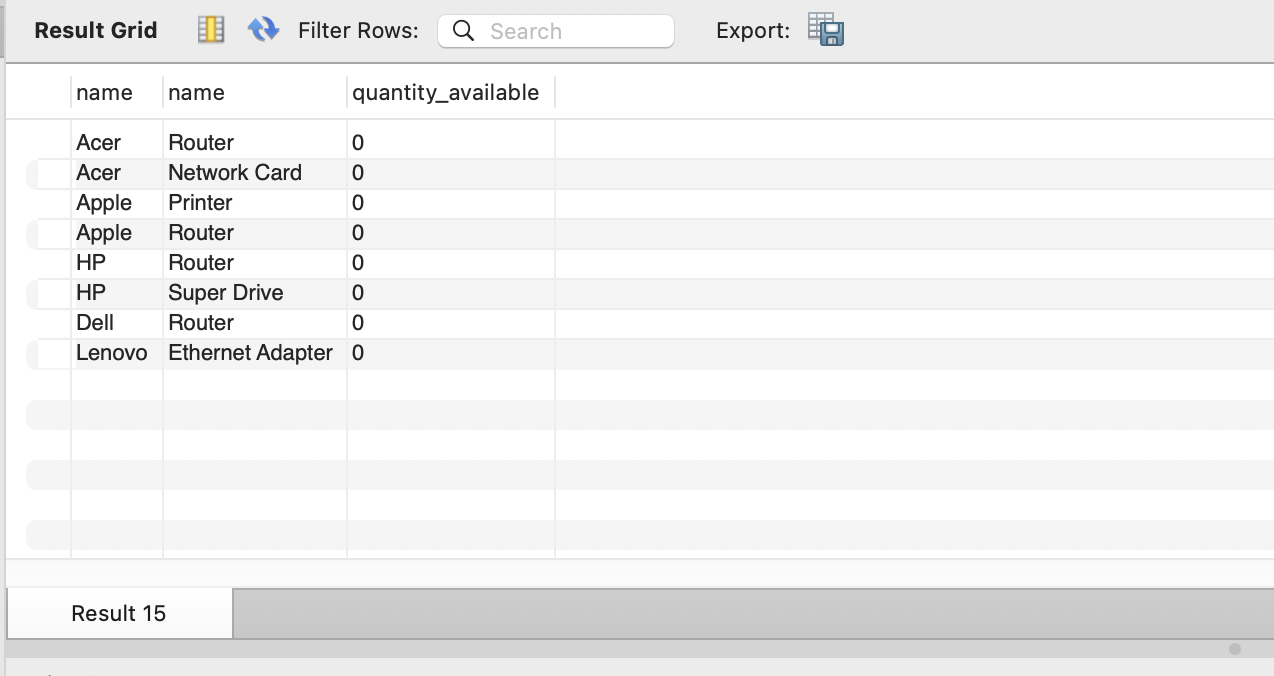 Result Grid Filter Rows: Search Export:
name name quantity_available
Acer Router 0
Acer Network Card 0
Apple Printer 0
Apple Router 0
HP Router 0
HP Super Drive 0
Dell Router 0
Lenovo Ethernet Adapter 0
Result 15